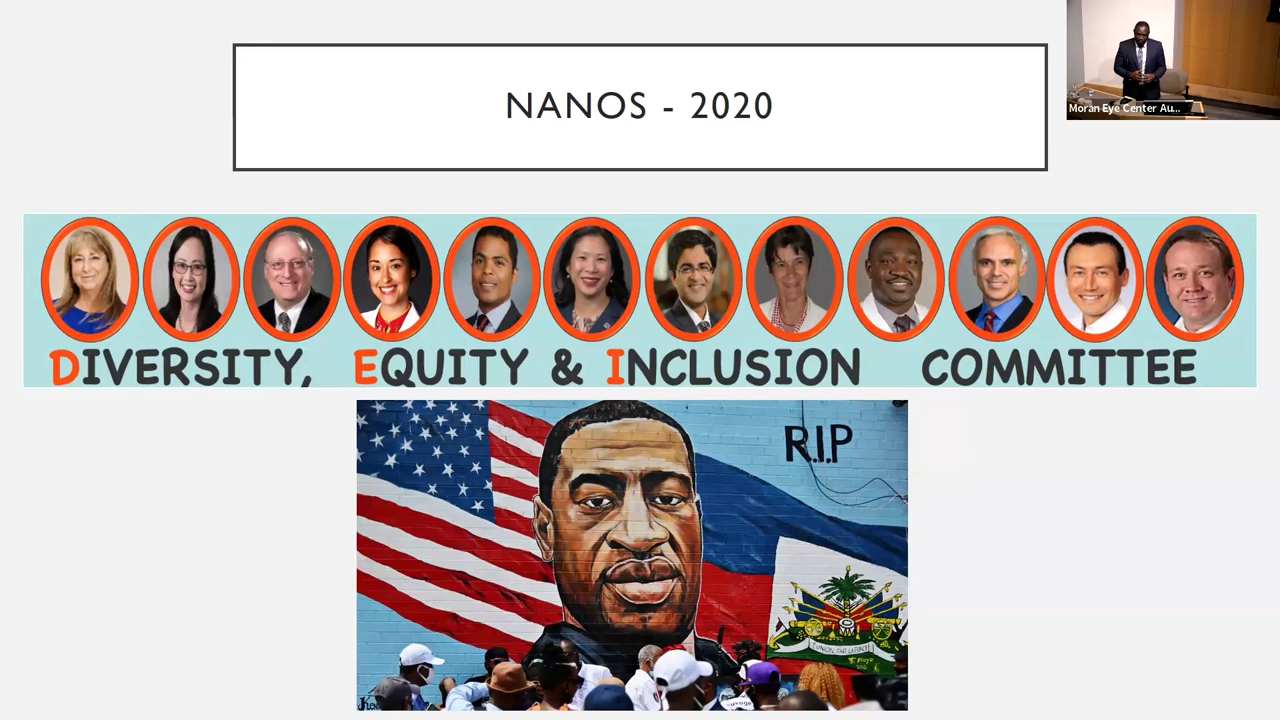 NANOS - 2020
Moran Eye Center Au...
DIVERSITY, EQUITY & INCLUSION COMMITTEE
R.I.P